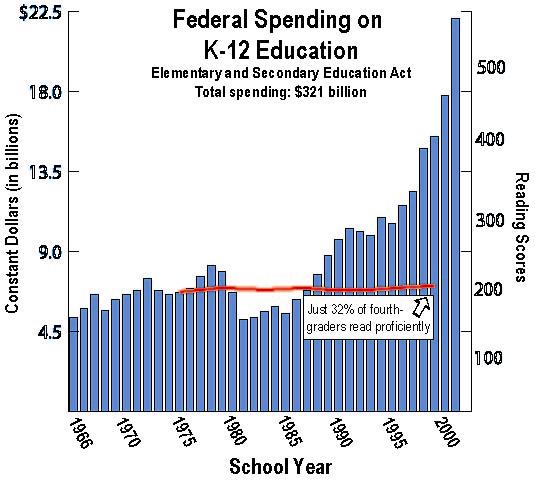 Federal Spending on
K-12 Education
Elementary and Secondary Education Act
Total spending: $321 billion
Constant Dollars (in billions)
$22.5
18.0
13.5
9.0
4.5
Reading Scores
500
400
300
200
100
Just 32% of fourth-
graders read proficiently
1966
1970
1975
1980
1985
1990
1995
2000
School Year